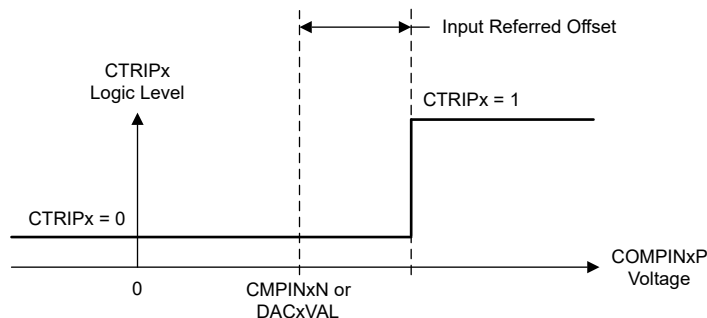 Input Referred Offset
CTRIPx
Logic Level
CTRIPx = 1
CTRIPx = 0
COMPINxP
Voltage
0
CMPINxN or
DACxVAL